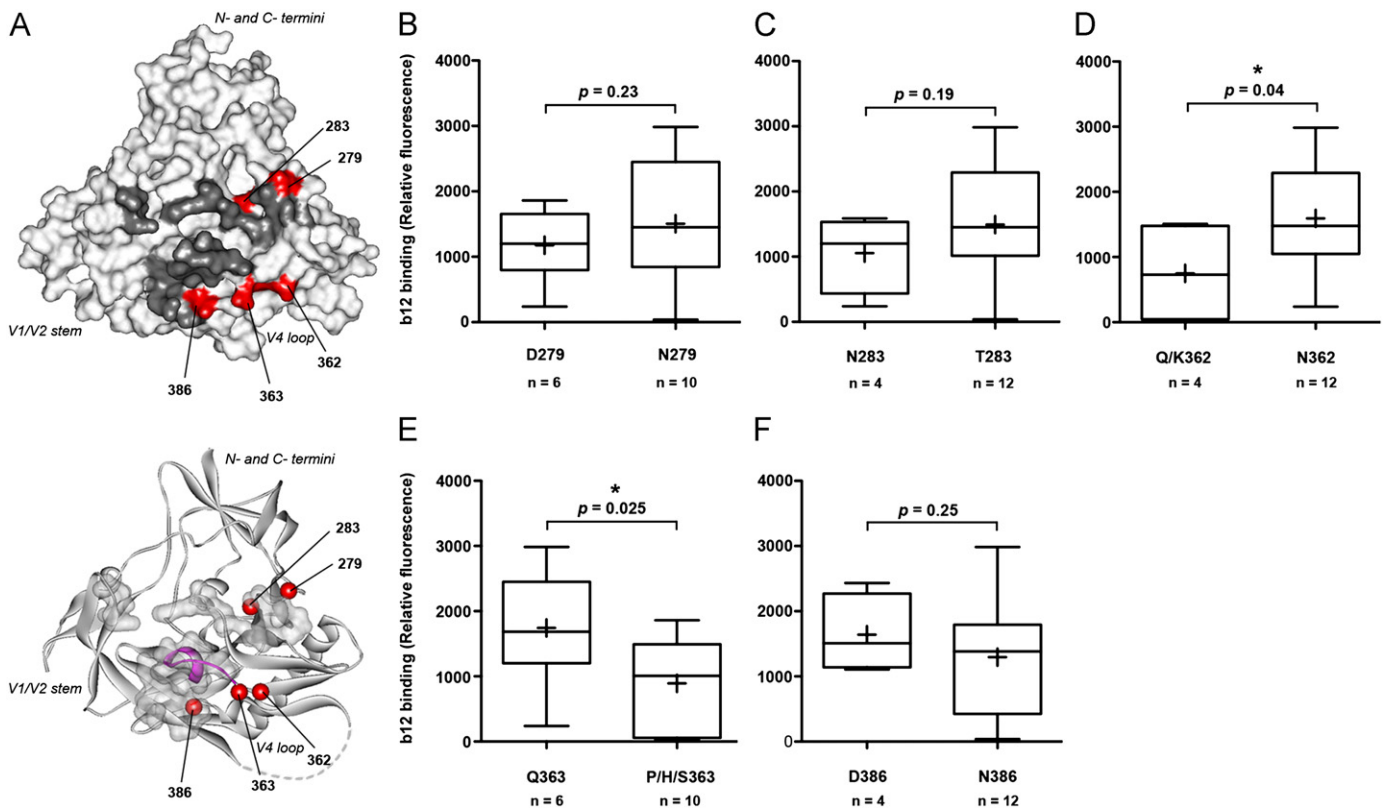 A
N- and C- termini
283
279
V1/V2 stem
V4 loop
362
386
363
N- and C- termini
283
279
V1/V2 stem
V4 loop
362
386
363
B
b12 binding (Relative fluorescence)
4000
3000
2000
1000
0
p = 0.23
D279
N279
n = 6
n = 10
C
4000
3000
2000
1000
0
p = 0.19
N283
T283
n = 4
n = 12
D
4000
3000
2000
1000
0
*
p = 0.04
Q/K362
N362
n = 4
n = 12
E
b12 binding (Relative fluorescence)
4000
3000
2000
1000
0
*
p = 0.025
Q363
P/H/S363
n = 6
n = 10
F
4000
3000
2000
1000
0
p = 0.25
D386
N386
n = 4
n = 12